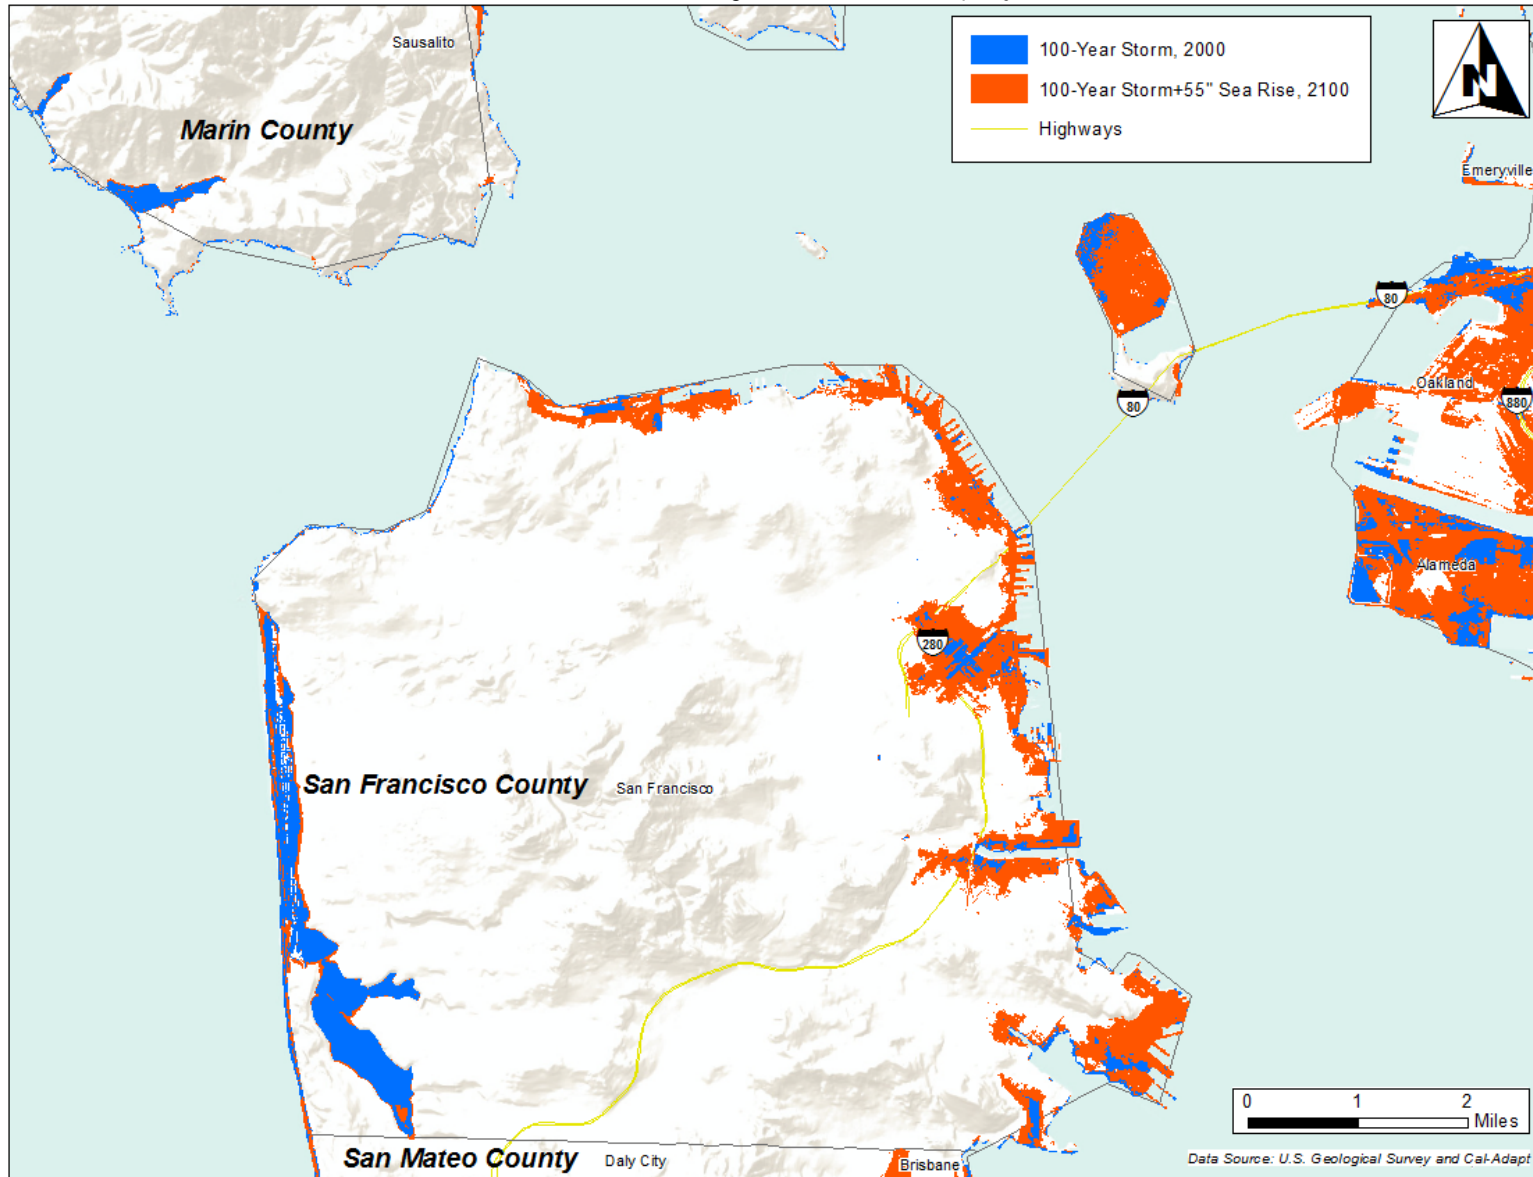 Sausalito
Marin County
100-Year Storm, 2000
100-Year Storm+55" Sea Rise, 2100
Highways
N
Emeryville
80
80
Oakland
880
Alameda
280
San Francisco County
San Francisco
0 1 2
Miles
San Mateo County
Daly City
Brisbane
Data Source: U.S. Geological Survey and Cal-Adapt